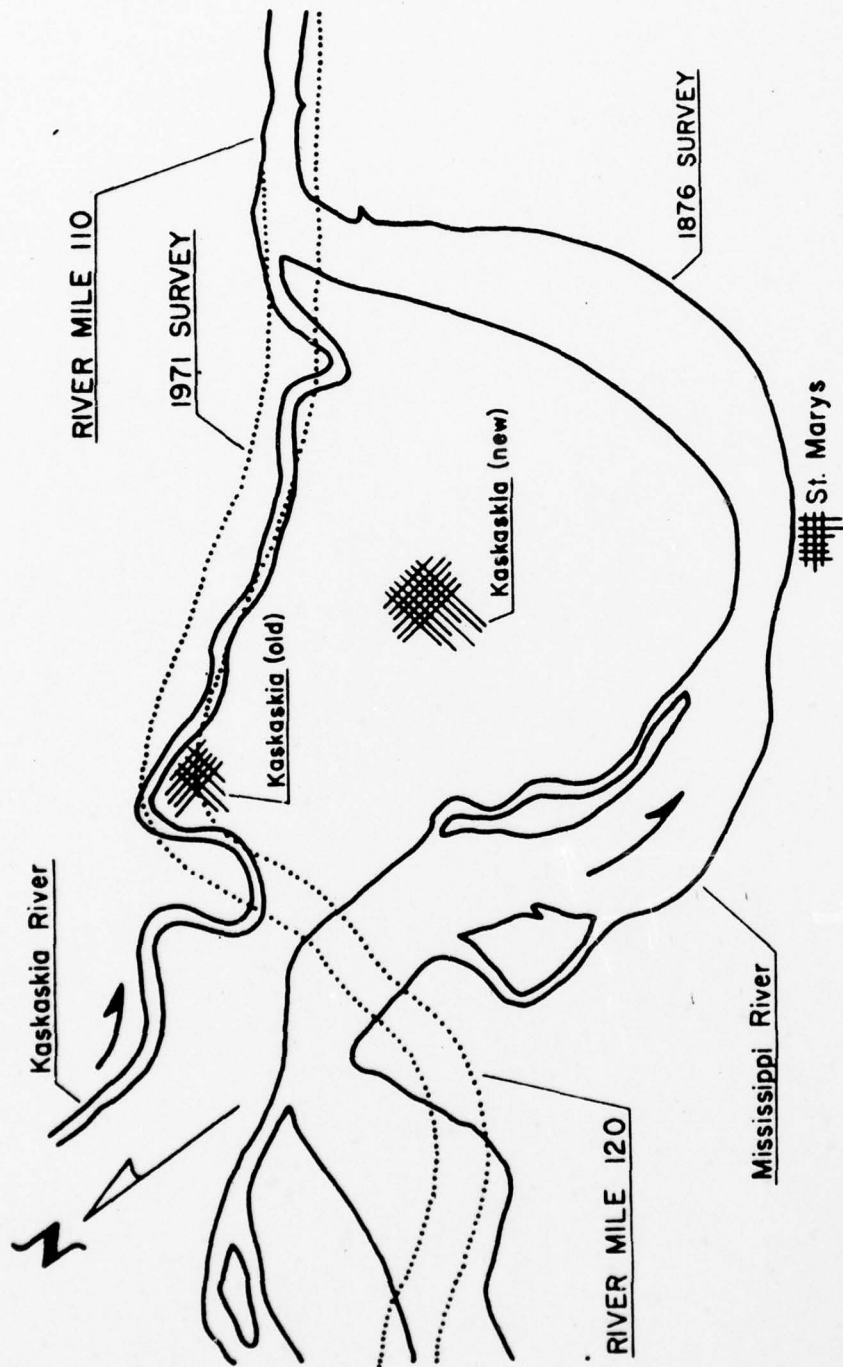 RIVER MILE 110
1971 SURVEY
1876 SURVEY
Kaskaskia River
Kaskaskia (old)
Kaskaskia (new)
St. Marys
N
RIVER MILE 120
Mississippi River